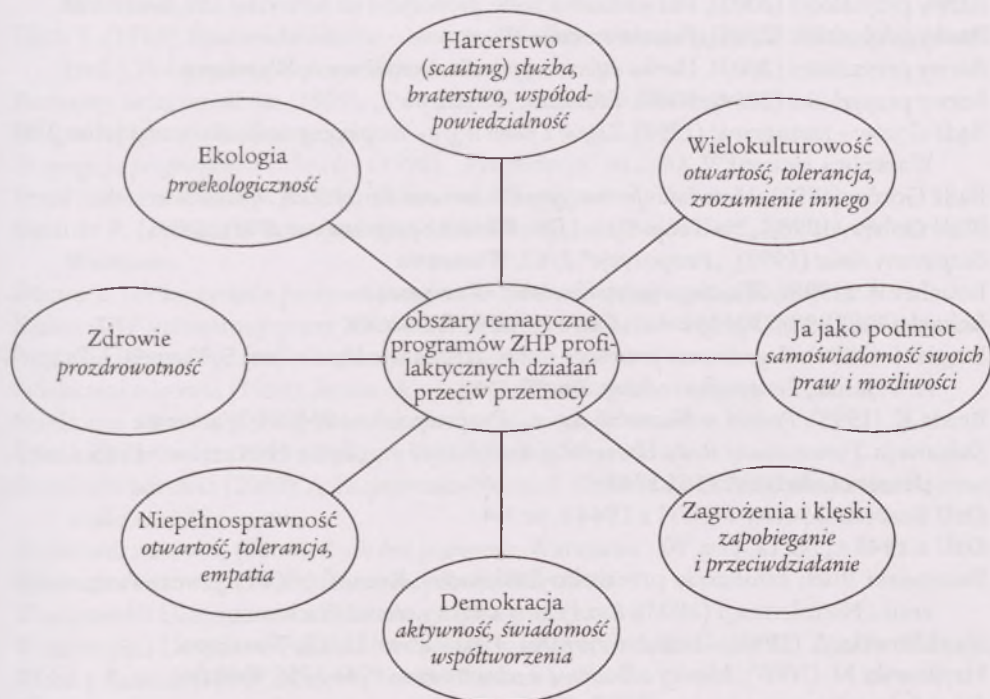 Harcerstwo
(scauting) służba,
braterstwo, współod-
powiedzialność
Ekologia
proekologiczność
Wielokulturowość
otwartość, tolerancja,
zrozumienie innego
Zdrowie
prozdrowotność
obszary tematyczne
programów ZHP profi-
laktycznych działań
przeciw przemocy
Ja jako podmiot
samoświadomość swoich
praw i możliwości
Niepełnosprawność
otwartość, tolerancja,
empatia
Zagrożenia i klęski
zapobieganie
i przeciwdziałanie
Demokracja
aktywność, świadomość
współtworzenia